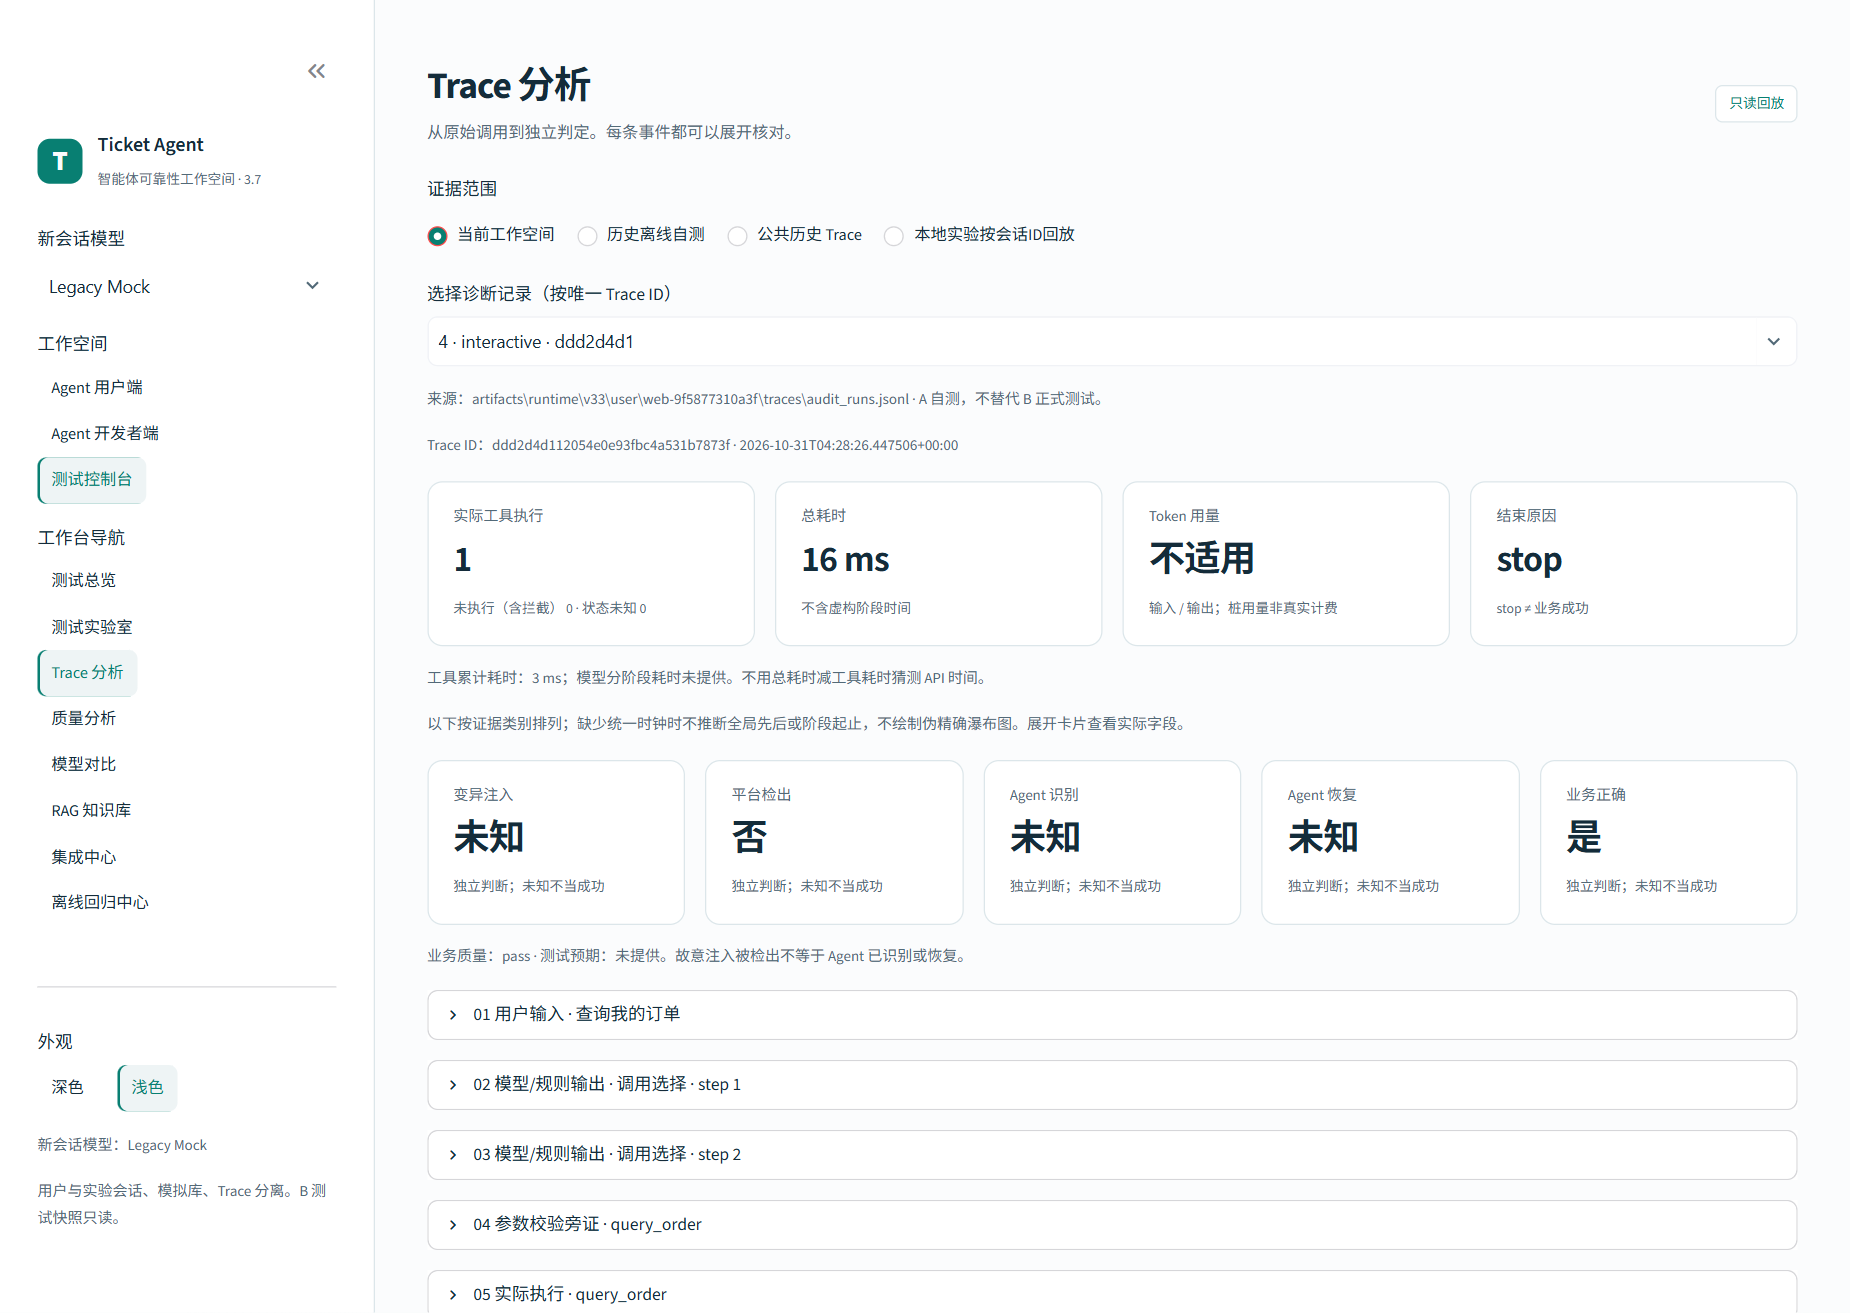 T
Ticket Agent
智能体可靠性工作空间 · 3.7
新会话模型
Legacy Mock
工作空间
Agent 用户端
Agent 开发者端
测试控制台
工作台导航
测试总览
测试实验室
Trace 分析
质量分析
模型对比
RAG 知识库
集成中心
离线回归中心
外观
深色
浅色
新会话模型：Legacy Mock
用户与实验会话、模拟库、Trace 分离。B 测
试快照只读。
Trace 分析
只读回放
从原始调用到独立判定。每条事件都可以展开核对。
证据范围
当前工作空间
历史离线自测
公共历史 Trace
本地实验按会话ID回放
选择诊断记录（按唯一 Trace ID）
4 · interactive · ddd2d4d1
来源：artifacts\runtime\v33\user\web-9f5877310a3f\traces\audit_runs.jsonl · A 自测，不替代 B 正式测试。
Trace ID：ddd2d4d112054e0e93fbc4a531b7873f · 2026-10-31T04:28:26.447506+00:00
实际工具执行
1
未执行（含拦截） 0 · 状态未知 0
总耗时
16 ms
不含虚构阶段时间
Token 用量
不适用
输入 / 输出；桩用量非真实计费
结束原因
stop
stop ≠ 业务成功
工具累计耗时：3 ms；模型分阶段耗时未提供。不用总耗时减工具耗时猜测 API 时间。
以下按证据类别排列；缺少统一时钟时不推断全局先后或阶段起止，不绘制伪精确瀑布图。展开卡片查看实际字段。
变异注入
未知
独立判断；未知不当成功
平台检出
否
独立判断；未知不当成功
Agent 识别
未知
独立判断；未知不当成功
Agent 恢复
未知
独立判断；未知不当成功
业务正确
是
独立判断；未知不当成功
业务质量：pass · 测试预期：未提供。故意注入被检出不等于 Agent 已识别或恢复。
01 用户输入 · 查询我的订单
02 模型/规则输出 · 调用选择 · step 1
03 模型/规则输出 · 调用选择 · step 2
04 参数校验旁证 · query_order
05 实际执行 · query_order